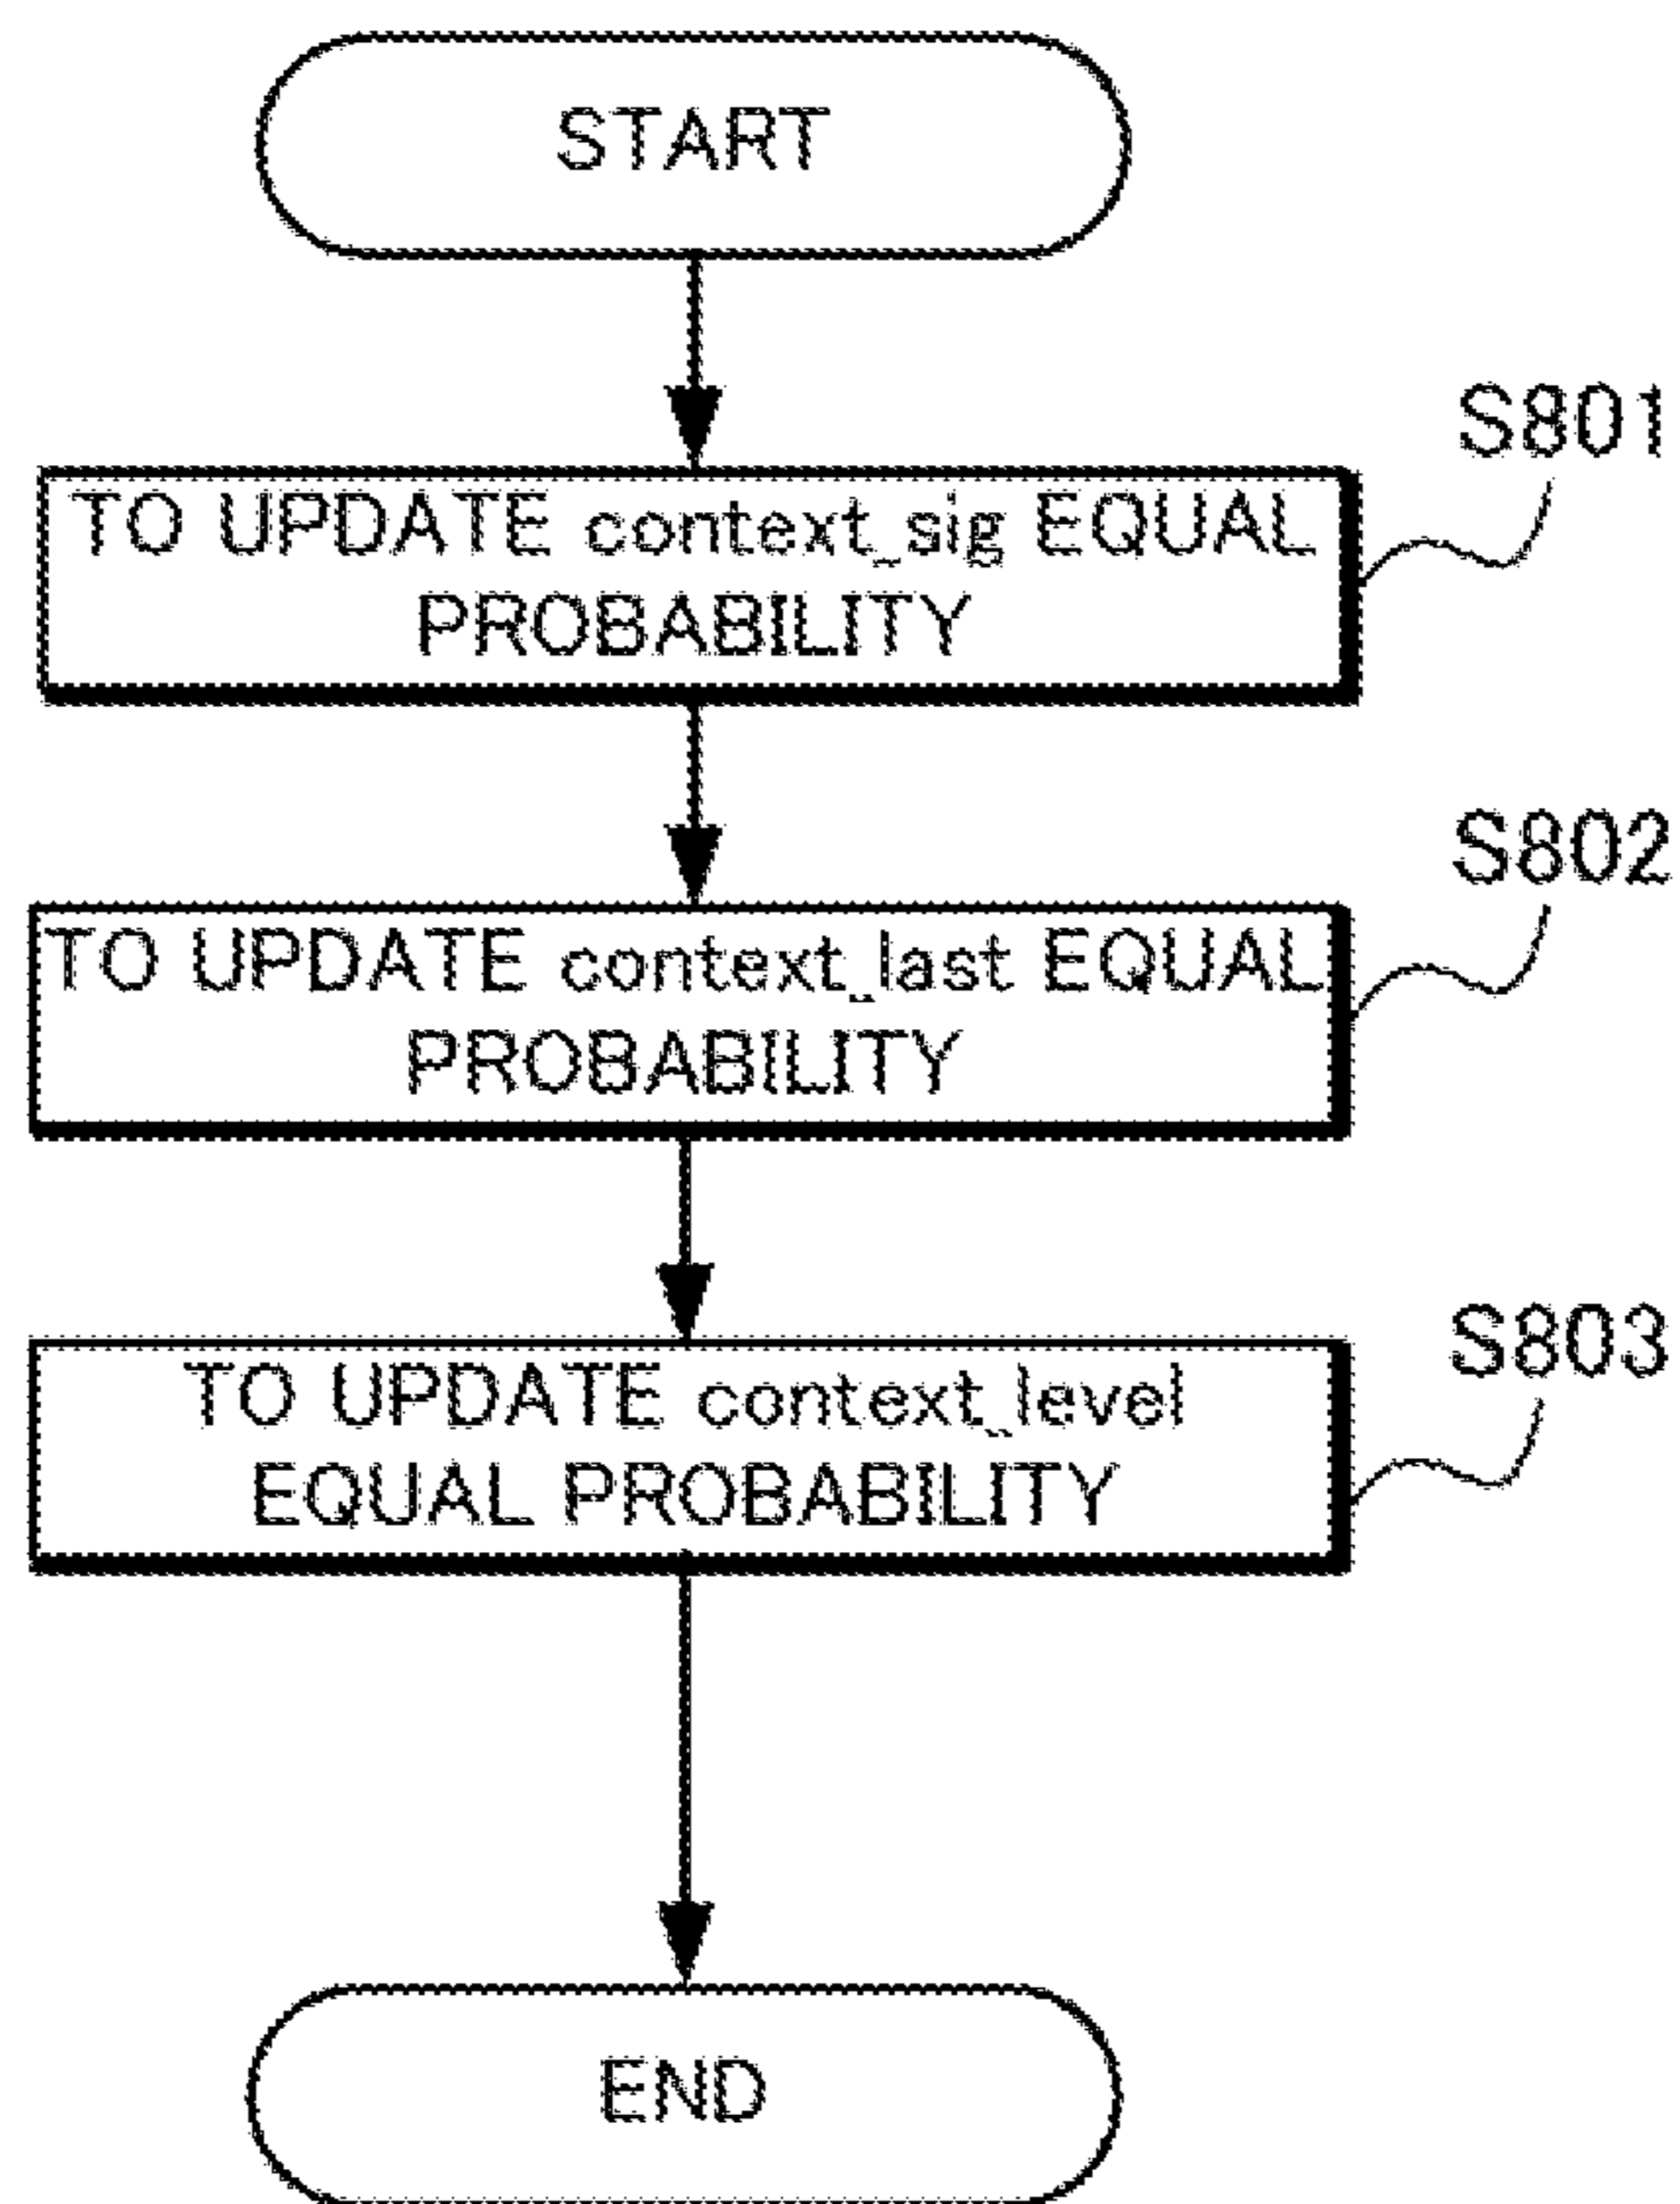 START
S801
TO UPDATE context_sig EQUAL
PROBABILITY
S802
TO UPDATE context_last EQUAL
PROBABILITY
S803
TO UPDATE context_level
EQUAL PROBABILITY
END